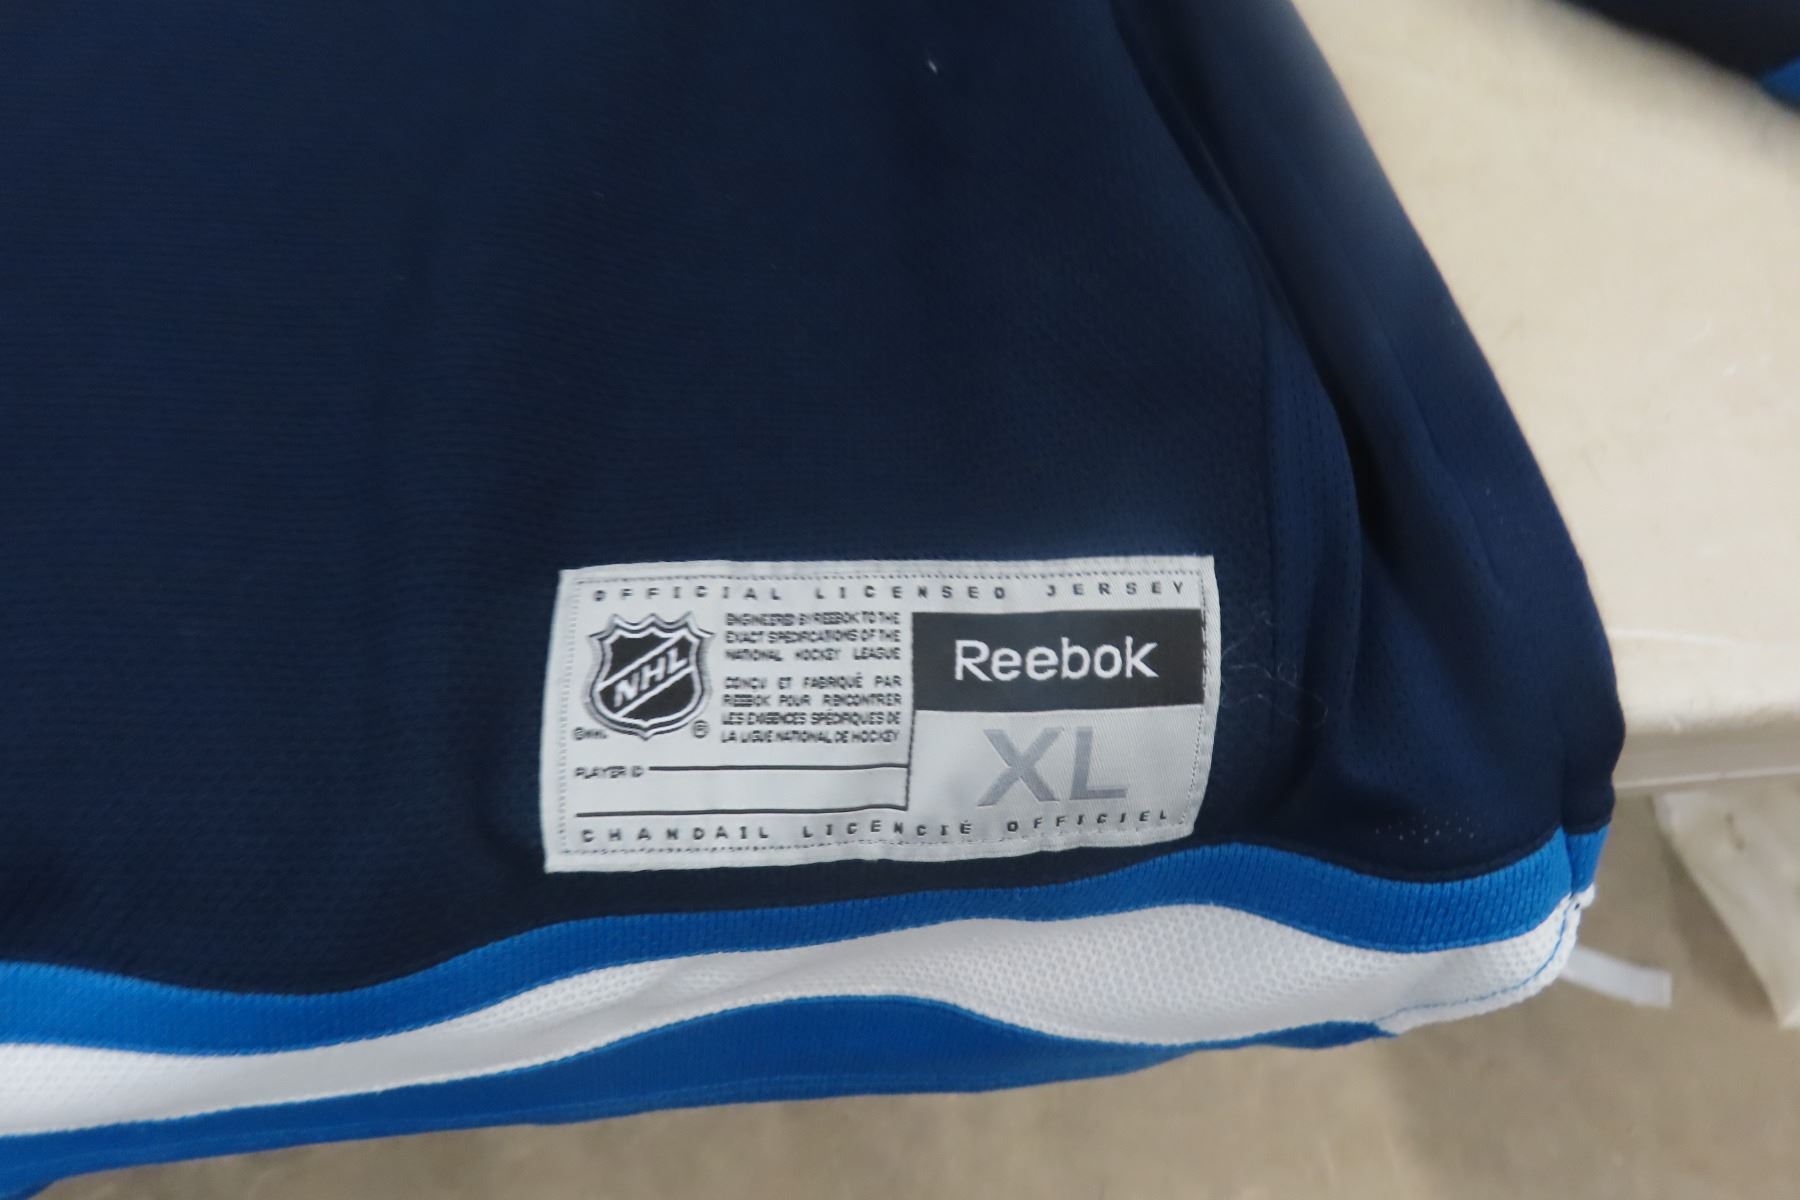 OFFICIAL LICENSED JERSEY
NHL
©NHL
®
ENGINEERED BY REEBOK TO THE
EXACT SPECIFICATIONS OF THE
NATIONAL HOCKEY LEAGUE
CONÇU ET FABRIQUÉ PAR
REEBOK POUR RENCONTRER
LES EXIGENCES SPÉCIFIQUES DE
LA LIGUE NATIONAL DE HOCKEY
Reebok
XL
PLAYER ID
CHANDAIL LICENCIÉ OFFICIEL